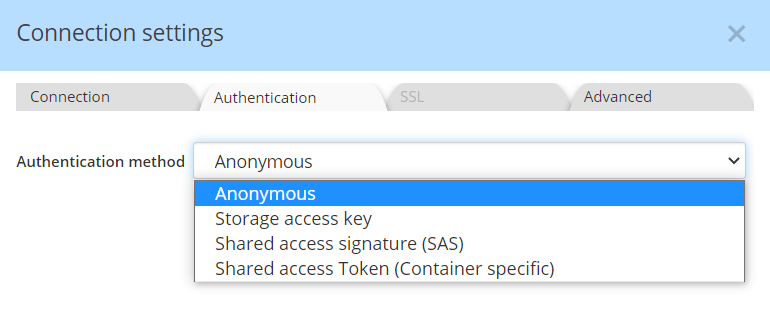 Connection settings
Connection Authentication SSL Advanced
Authentication method Anonymous
Anonymous
Storage access key
Shared access signature (SAS)
Shared access Token (Container specific)